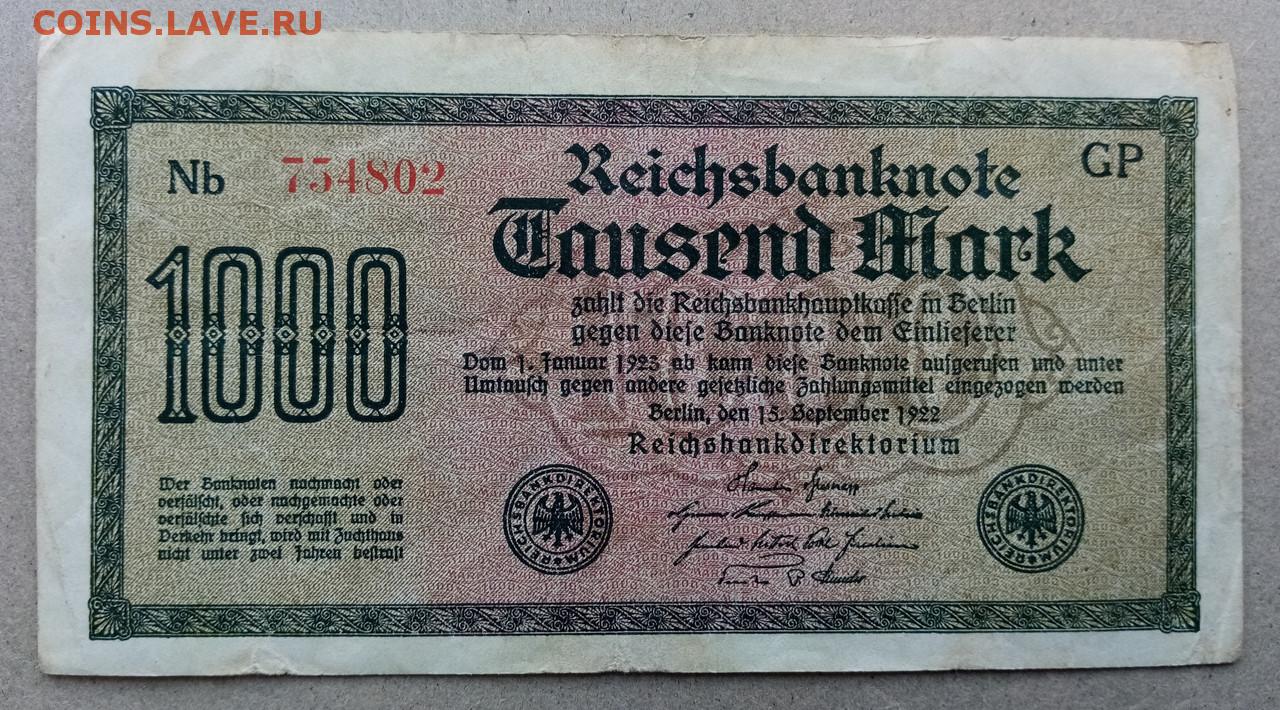 COINS.LAVE.RU
Nb 754802
GP
Reichsbanknote
Tausend Mark
1000
zahlt die Reichsbankhauptkasse in Berlin
gegen diese Banknote dem Einlieferer
Vom 1. Januar 1923 ab kann diese Banknote aufgerufen und unter
Umtausch gegen andere gesetzliche Zahlungsmittel eingezogen werden
Berlin, den 15. September 1922
Reichsbankdirektorium
Wer Banknoten nachmacht oder
verfälscht, oder nachgemachte oder
verfälschte sich verschafft und in
Verkehr bringt, wird mit Zuchthaus
nicht unter zwei Jahren bestraft
REICHSBANKDIREKTORIUM
REICHSBANKDIREKTORIUM